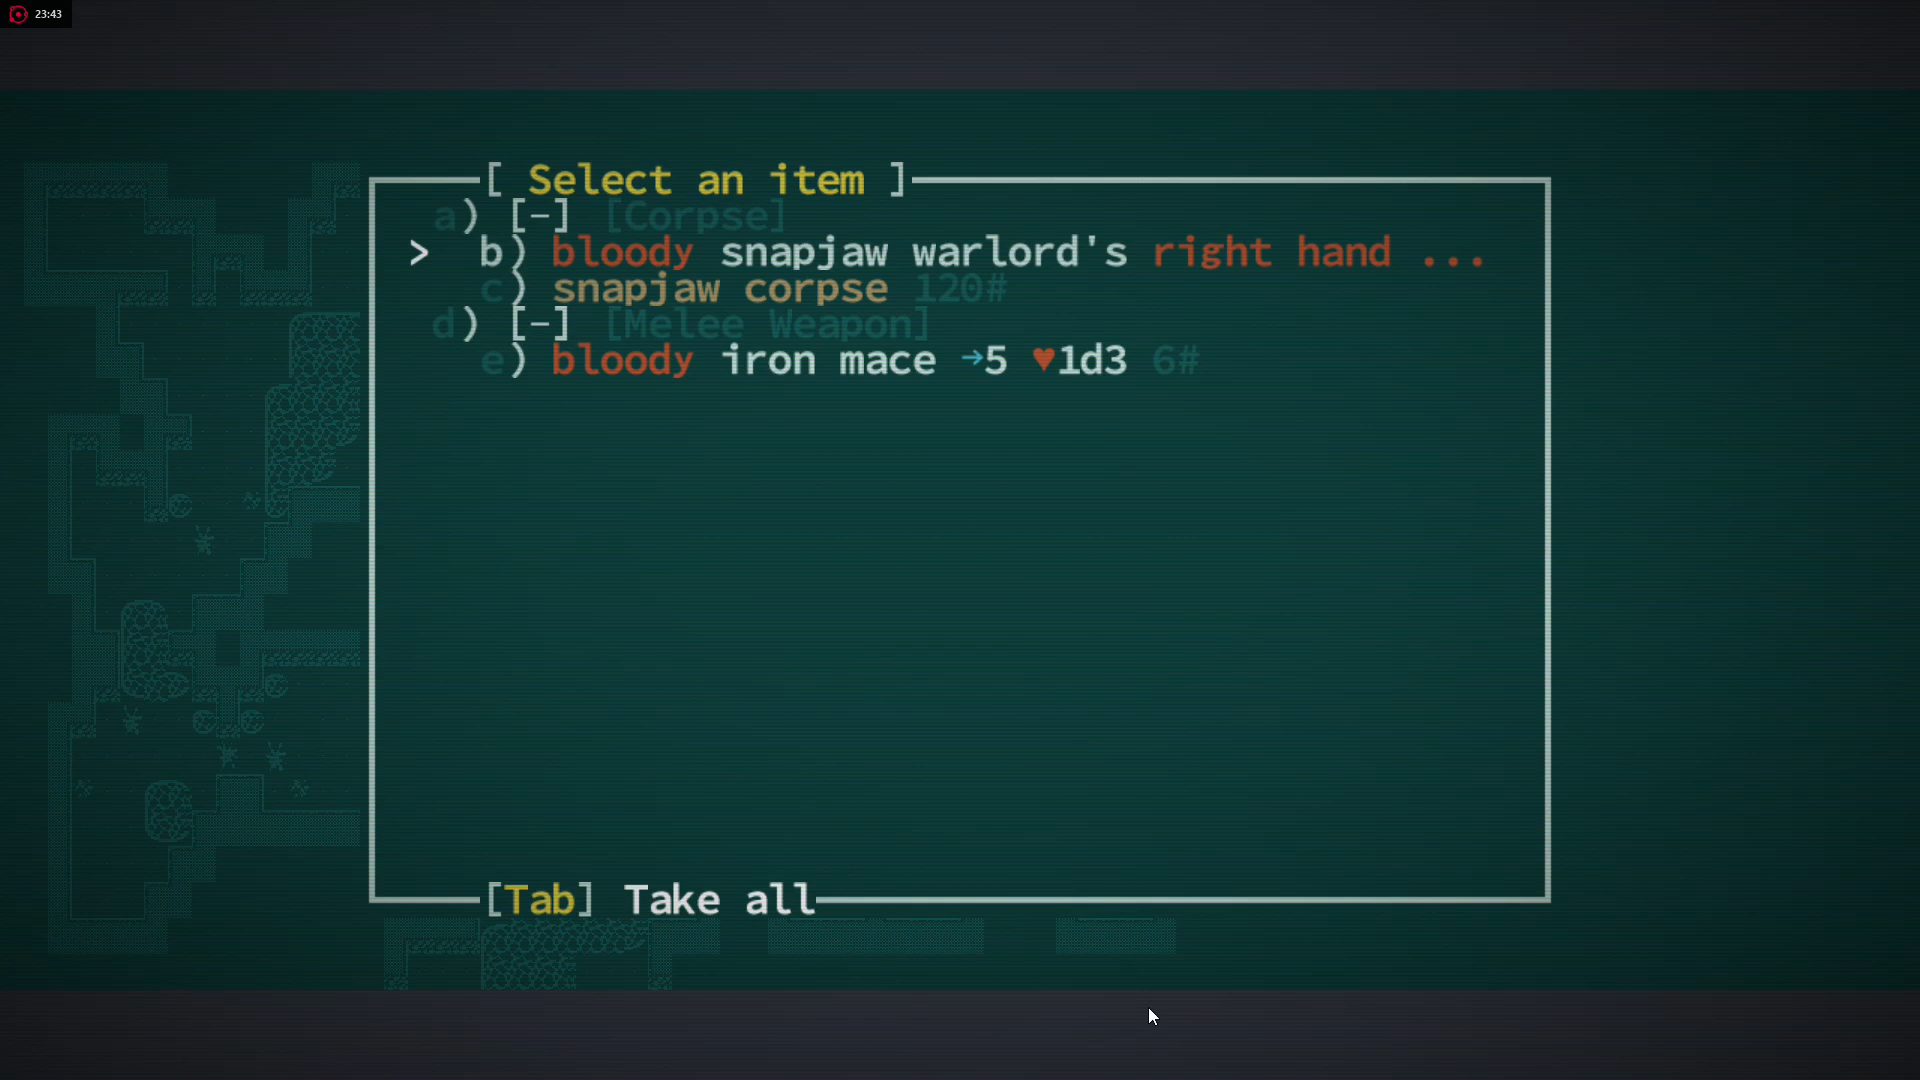 23:43
[ Select an item ]
a) [-] [Corpse]
> b) bloody snapjaw warlord's right hand ...
c) snapjaw corpse 120#
d) [-] [Melee Weapon]
e) bloody iron mace →5 ♥1d3 6#
[Tab] Take all